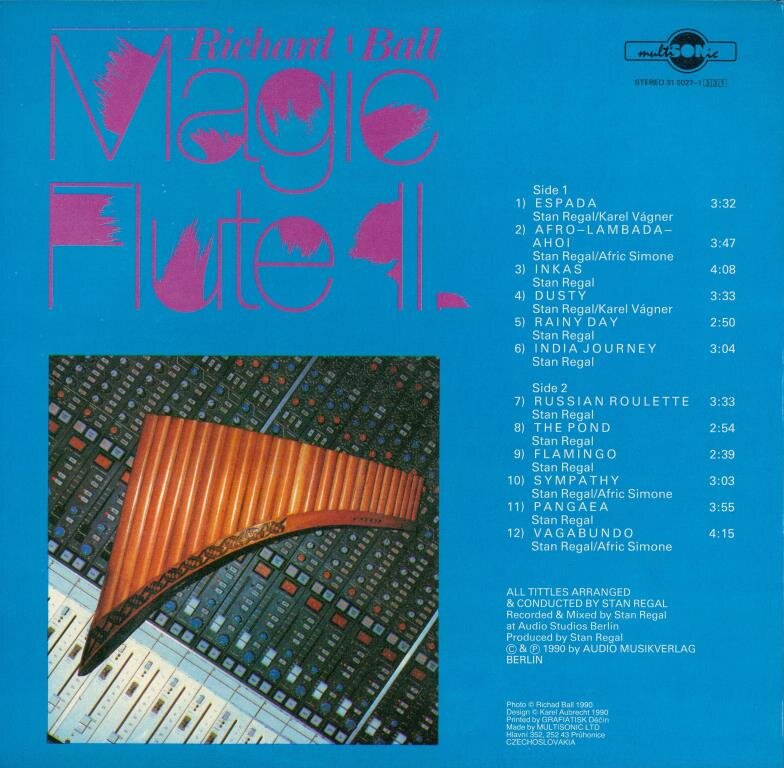 Richard Ball
Magic
Flute II.
multiSONic
STEREO 31 0027-1 331
Side 1
1) ESPADA 3:32
Stan Regal/Karel Vágner
2) AFRO–LAMBADA–
AHOI 3:47
Stan Regal/Afric Simone
3) INKAS 4:08
Stan Regal
4) DUSTY 3:33
Stan Regal/Karel Vágner
5) RAINY DAY 2:50
Stan Regal
6) INDIA JOURNEY 3:04
Stan Regal
Side 2
7) RUSSIAN ROULETTE 3:33
Stan Regal
8) THE POND 2:54
Stan Regal
9) FLAMINGO 2:39
Stan Regal
10) SYMPATHY 3:03
Stan Regal/Afric Simone
11) PANGAEA 3:55
Stan Regal
12) VAGABUNDO 4:15
Stan Regal/Afric Simone
ALL TITTLES ARRANGED
& CONDUCTED BY STAN REGAL
Recorded & Mixed by Stan Regal
at Audio Studios Berlin
Produced by Stan Regal
© & ℗ 1990 by AUDIO MUSIKVERLAG
BERLIN
Photo © Richad Ball 1990
Design © Karel Aubrecht 1990
Printed by GRAFIATISK Děčín
Made by MULTISONIC LTD
Hlavní 352, 252 43 Průhonice
CZECHOSLOVAKIA